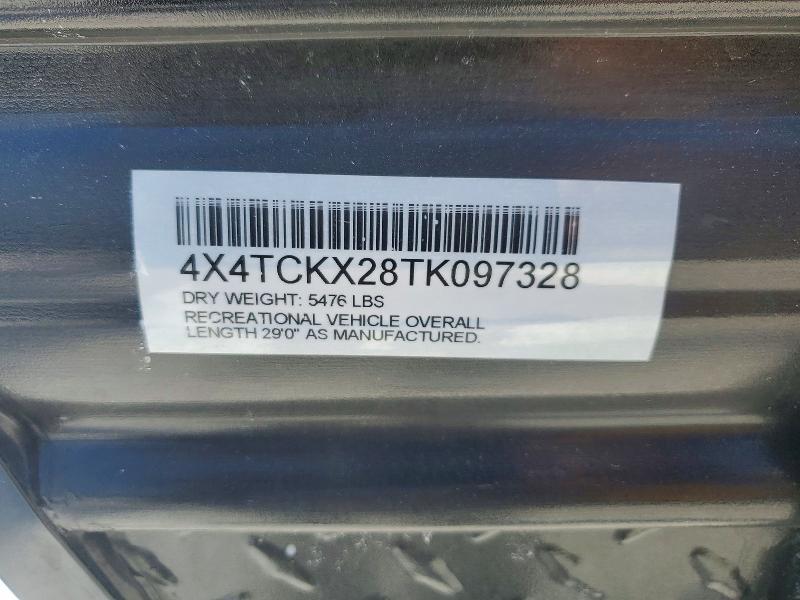 4X4TCKX28TK097328
DRY WEIGHT: 5476 LBS
RECREATIONAL VEHICLE OVERALL
LENGTH 29'0" AS MANUFACTURED.